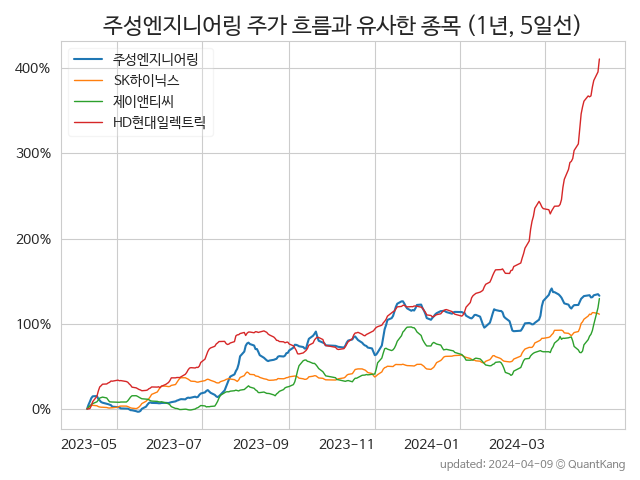 주성엔지니어링 주가 흐름과 유사한 종목 (1년, 5일선)
주성엔지니어링
SK하이닉스
제이앤티씨
HD현대일렉트릭
400%
300%
200%
100%
0%
2023-05 2023-07 2023-09 2023-11 2024-01 2024-03
updated: 2024-04-09 © QuantKang